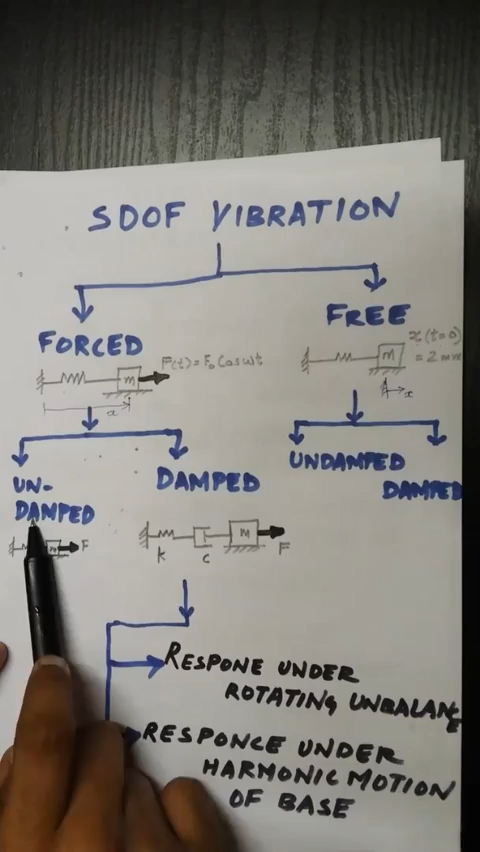 SDOF VIBRATION
FORCED
FREE
F(t)=F₀ Cos ωt
x(t=0)
= 2 mm
m
m
x
x
UN-
DAMPED
DAMPED
UNDAMPED
DAMPED
m
F
K
C
m
F
RESPONE UNDER
ROTATING UNBALANCE
RESPONCE UNDER
HARMONIC MOTION
OF BASE